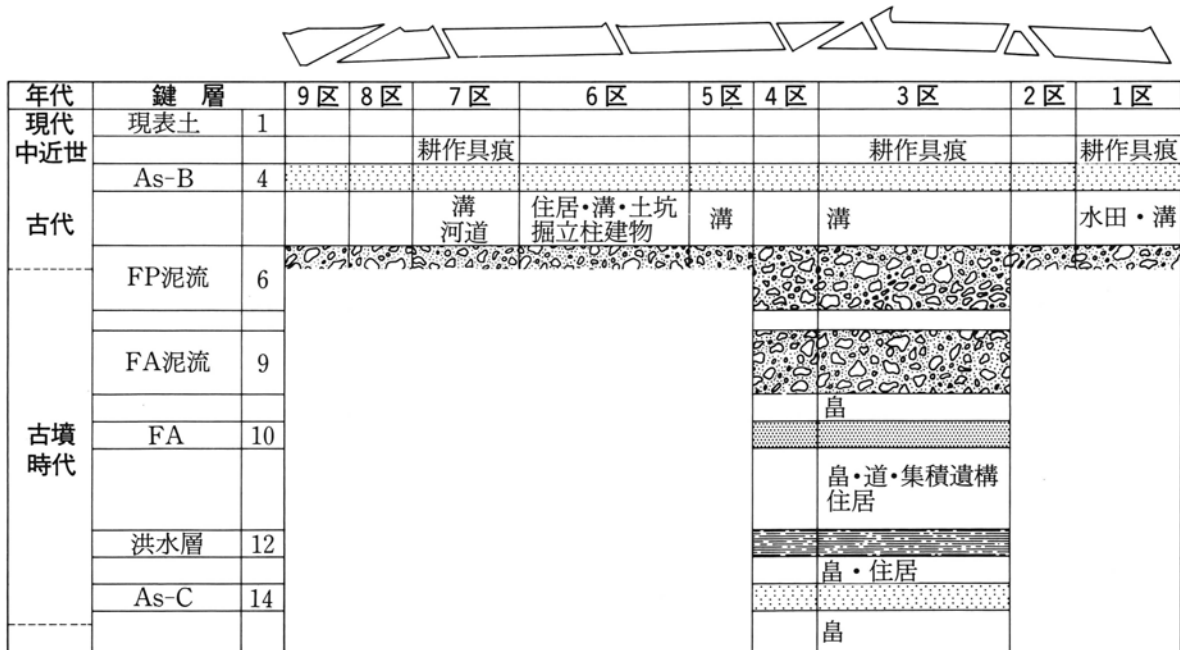 年代 鍵層 9区 8区 7区 6区 5区 4区 3区 2区 1区
現代 現表土 1
中近世 耕作具痕 耕作具痕 耕作具痕
As-B 4
古代 溝 河道 住居・溝・土坑 掘立柱建物 溝 溝 水田・溝
FP泥流 6
FA泥流 9
畠
古墳時代 FA 10
畠・道・集積遺構
住居
洪水層 12
畠・住居
As-C 14
畠